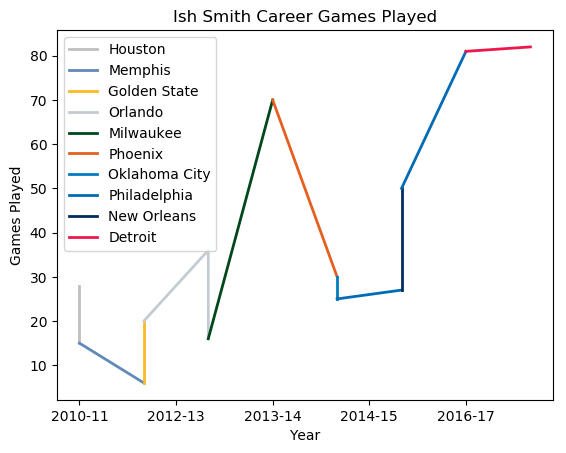 Ish Smith Career Games Played
Houston
Memphis
Golden State
Orlando
Milwaukee
Phoenix
Oklahoma City
Philadelphia
New Orleans
Detroit
80
70
60
50
40
30
20
10
Games Played
2010-11 2012-13 2013-14 2014-15 2016-17
Year